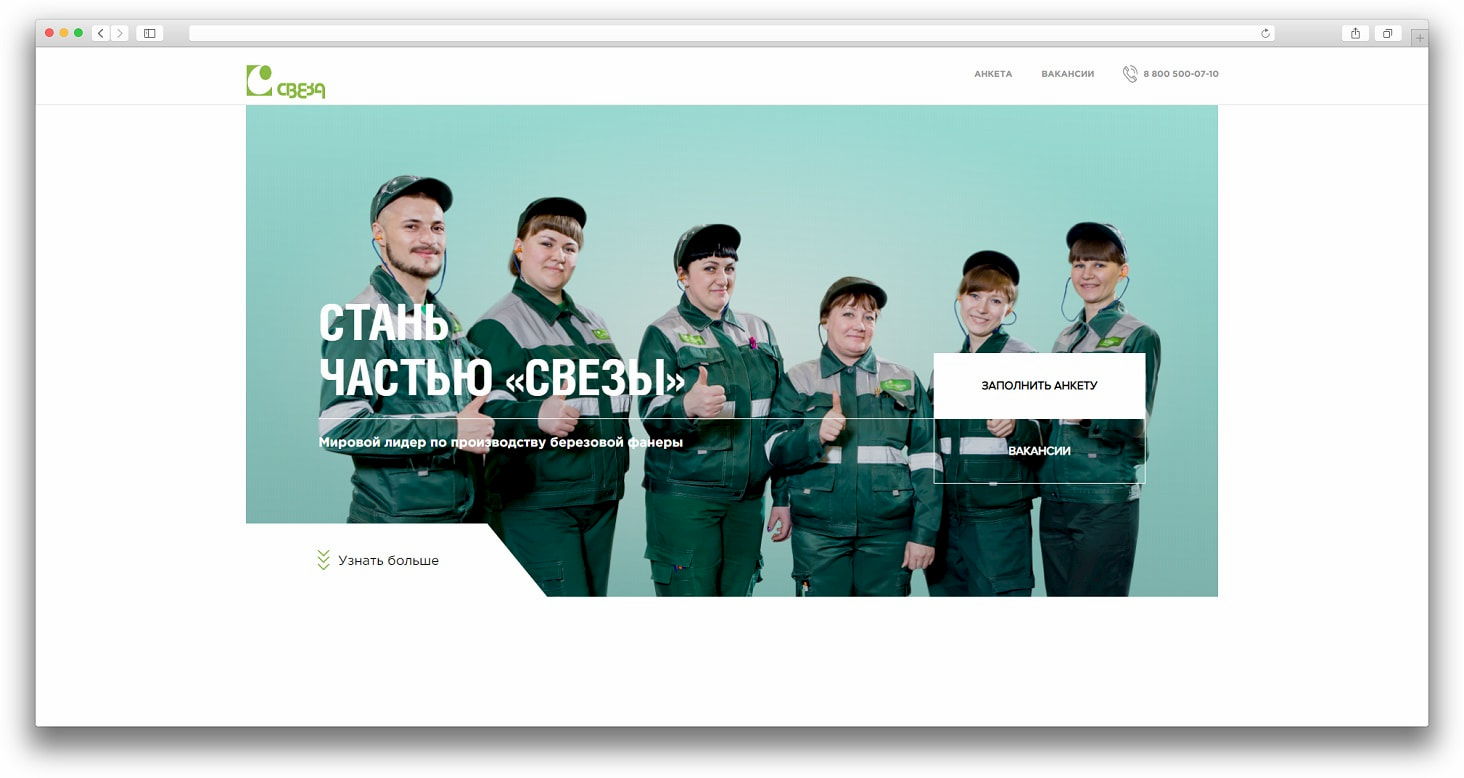 СВЕЗА
АНКЕТА
ВАКАНСИИ
8 800 500-07-10
СТАНЬ
ЧАСТЬЮ «СВЕЗЫ»
Мировой лидер по производству березовой фанеры
ЗАПОЛНИТЬ АНКЕТУ
ВАКАНСИИ
Узнать больше